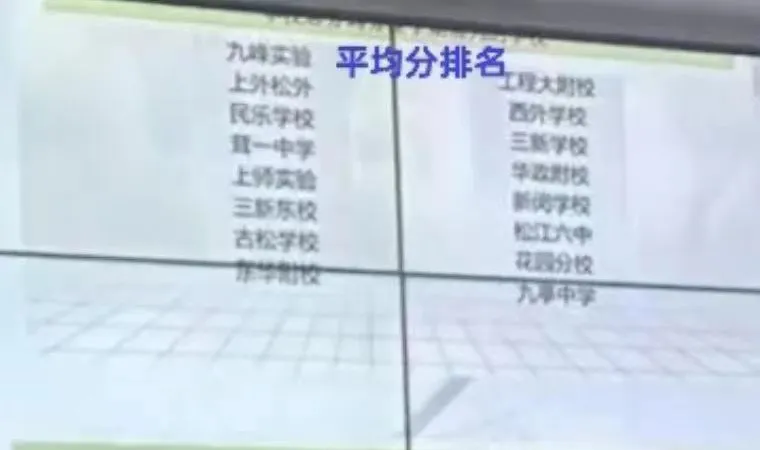 平均分排名
九峰实验
上外松外
民乐学校
茸一中学
上师实验
三新东校
古松学校
东华附校
工程大附校
西外学校
三新学校
华政附校
新闵学校
松江六中
花园分校
九亭中学